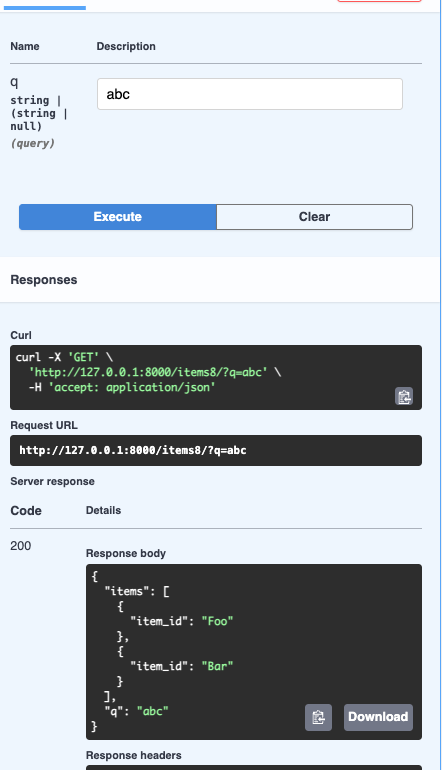 Name Description
q
string |
(string |
null)
(query)
abc
Execute Clear
Responses
Curl
curl -X 'GET' \
  'http://127.0.0.1:8000/items8/?q=abc' \
  -H 'accept: application/json'
Request URL
http://127.0.0.1:8000/items8/?q=abc
Server response
Code Details
200
Response body
{
  "items": [
    {
      "item_id": "Foo"
    },
    {
      "item_id": "Bar"
    }
  ],
  "q": "abc"
}
Download
Response headers